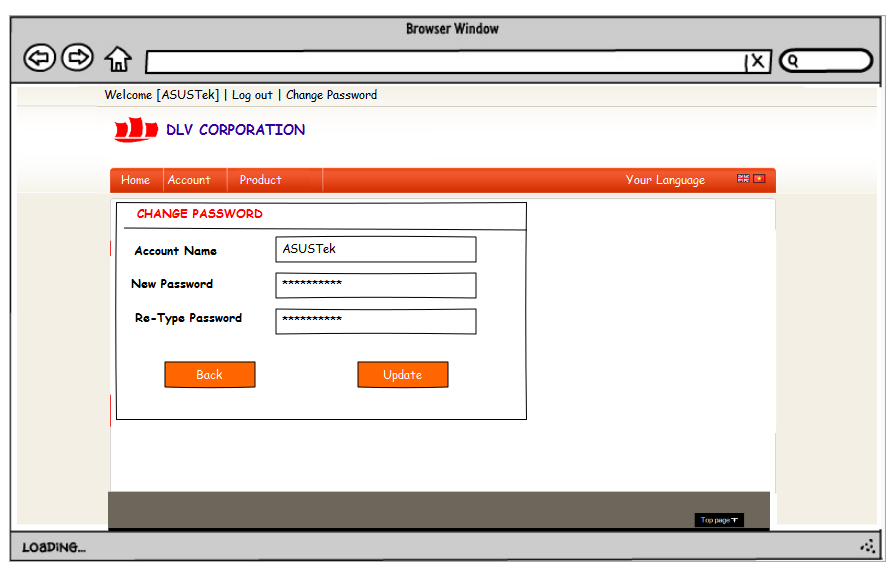 Browser Window
Welcome [ASUSTek] | Log out | Change Password
DLV CORPORATION
Home Account Product Your Language
CHANGE PASSWORD
Account Name ASUSTek
New Password **********
Re-Type Password **********
Back Update
Top page
LOADING...